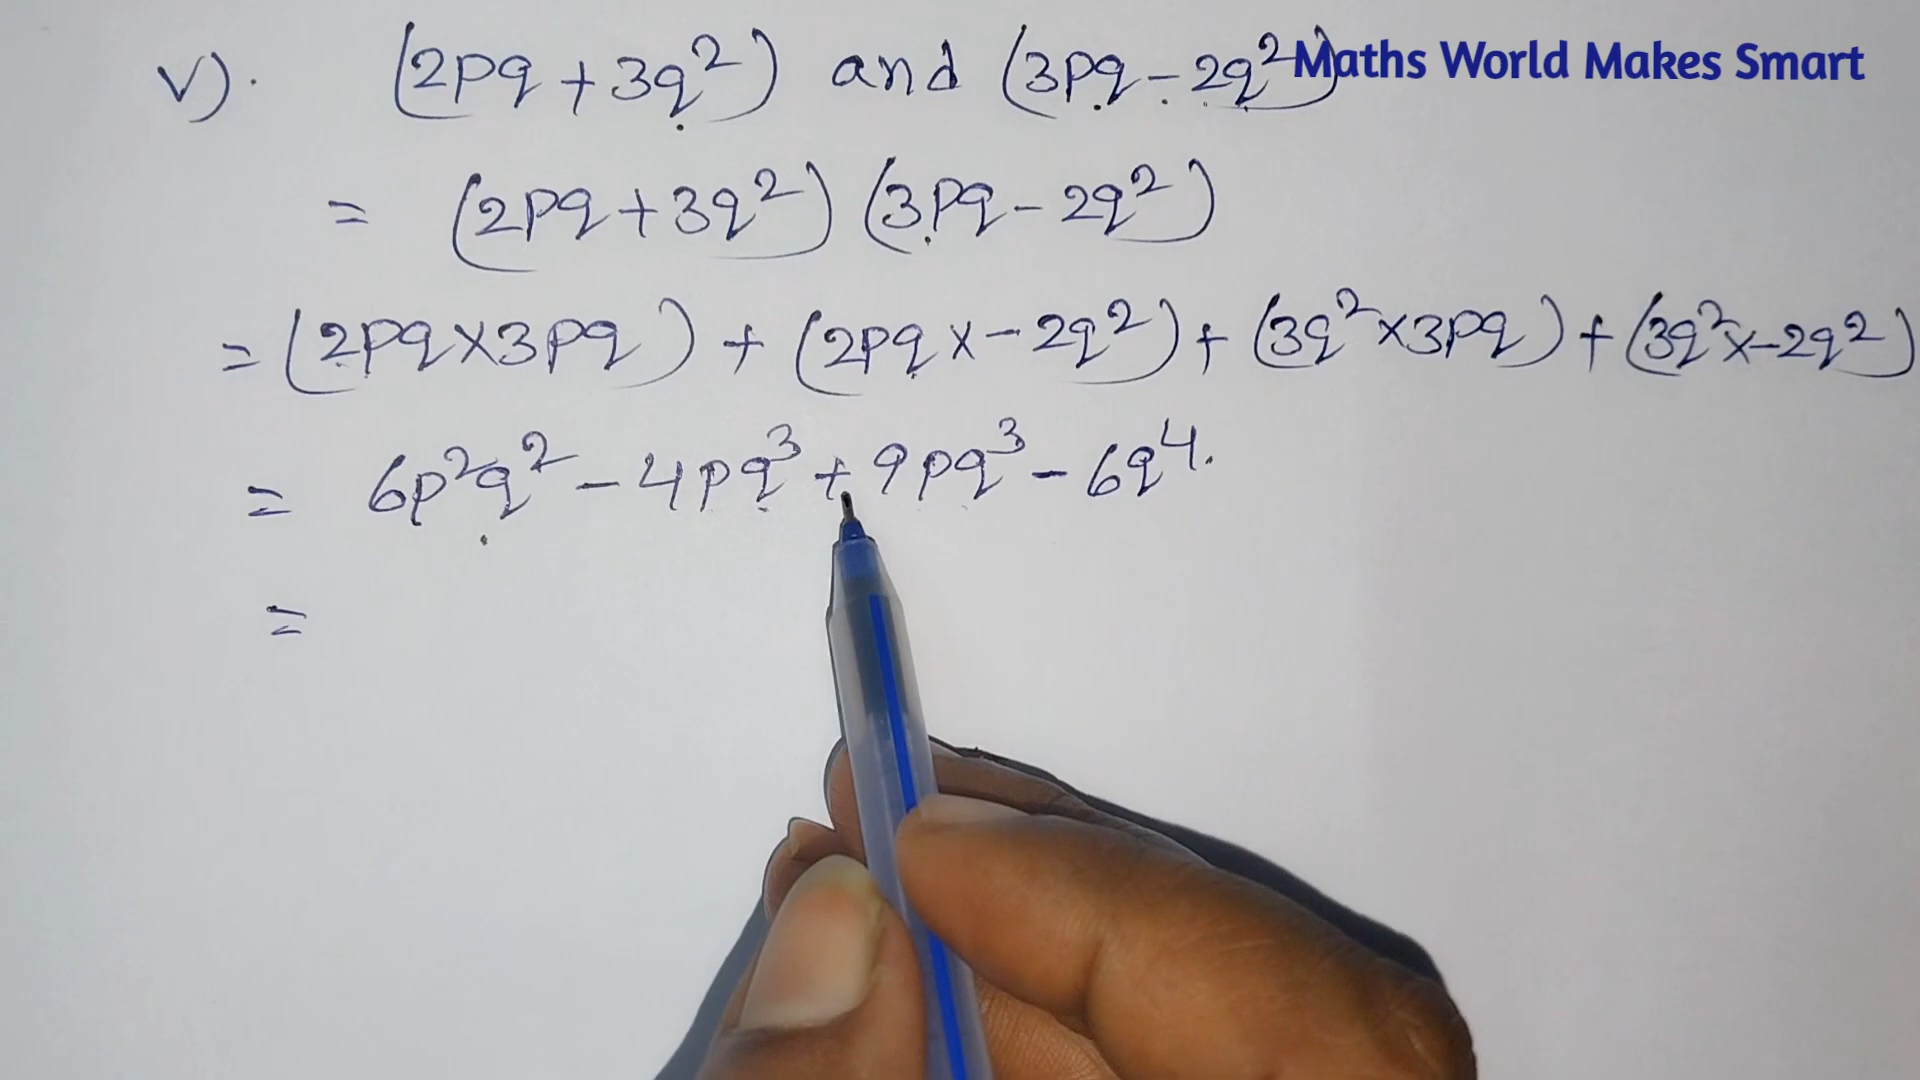 v). (2pq + 3q²) and (3pq - 2q²) Maths World Makes Smart
= (2pq + 3q²) (3pq - 2q²)
= (2pq × 3pq) + (2pq × -2q²) + (3q² × 3pq) + (3q² × -2q²)
= 6p²q² - 4pq³ + 9pq³ - 6q⁴.
=